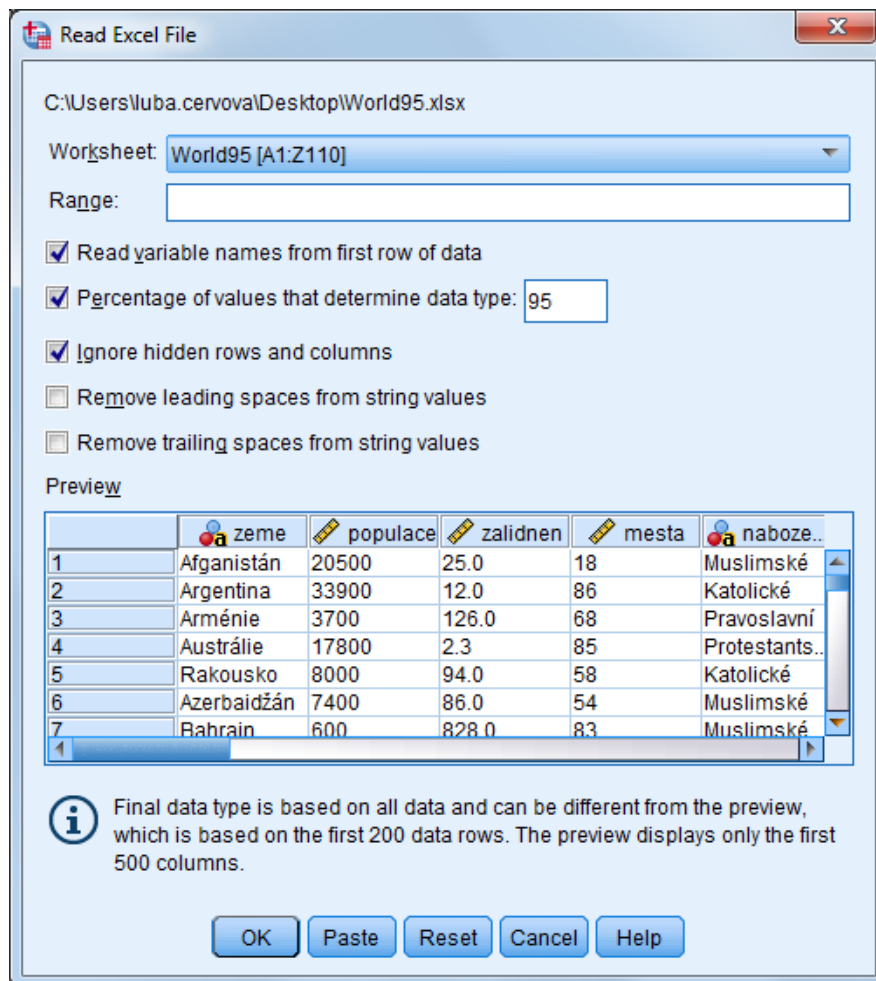 Read Excel File
C:\Users\luba.cervova\Desktop\World95.xlsx
Worksheet: World95 [A1:Z110]
Range:
Read variable names from first row of data
Percentage of values that determine data type: 95
Ignore hidden rows and columns
Remove leading spaces from string values
Remove trailing spaces from string values
Preview
zeme populace zalidnen mesta naboze...
1 Afganistán 20500 25.0 18 Muslimské
2 Argentina 33900 12.0 86 Katolické
3 Arménie 3700 126.0 68 Pravoslavní
4 Austrálie 17800 2.3 85 Protestants...
5 Rakousko 8000 94.0 58 Katolické
6 Azerbaidžán 7400 86.0 54 Muslimské
7 Bahrain 600 828.0 83 Muslimské
Final data type is based on all data and can be different from the preview,
which is based on the first 200 data rows. The preview displays only the first
500 columns.
OK Paste Reset Cancel Help